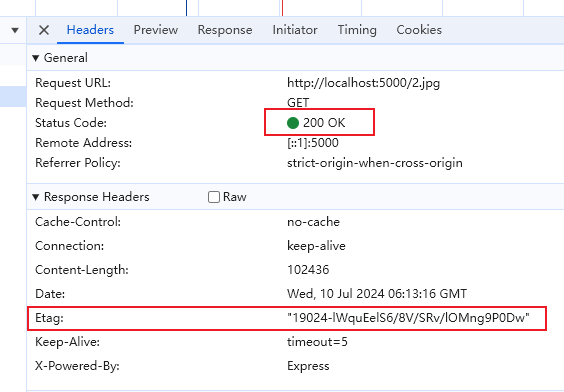 Headers Preview Response Initiator Timing Cookies
General
Request URL: http://localhost:5000/2.jpg
Request Method: GET
Status Code: 200 OK
Remote Address: [::1]:5000
Referrer Policy: strict-origin-when-cross-origin
Response Headers Raw
Cache-Control: no-cache
Connection: keep-alive
Content-Length: 102436
Date: Wed, 10 Jul 2024 06:13:16 GMT
Etag: "19024-lWquEelS6/8V/SRv/lOMng9P0Dw"
Keep-Alive: timeout=5
X-Powered-By: Express